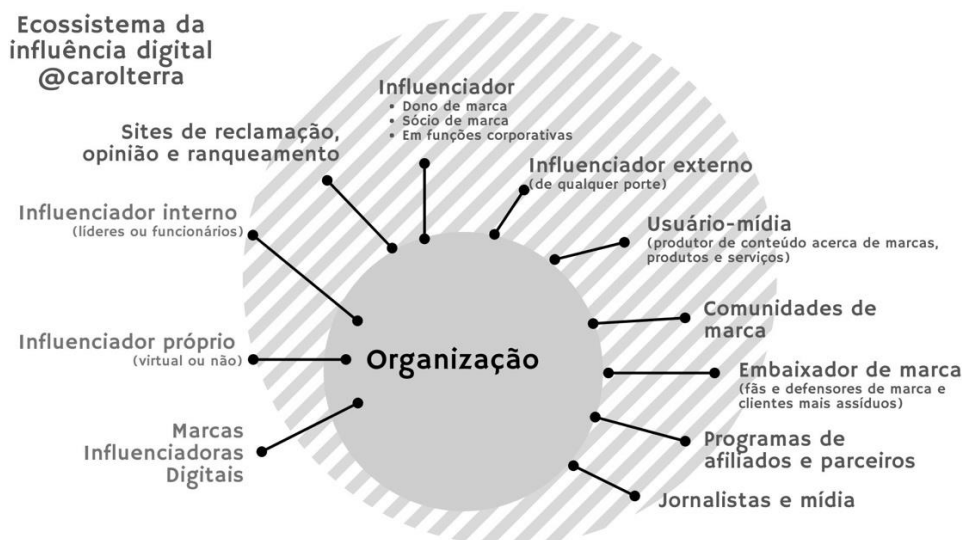 Ecossistema da
influência digital
@carolterra
Influenciador
• Dono de marca
• Sócio de marca
• Em funções corporativas
Sites de reclamação,
opinião e ranqueamento
Influenciador externo
(de qualquer porte)
Influenciador interno
(líderes ou funcionários)
Usuário-mídia
(produtor de conteúdo acerca de marcas,
produtos e serviços)
Comunidades de
marca
Influenciador próprio
(virtual ou não)
Organização
Embaixador de marca
(fãs e defensores de marca e
clientes mais assíduos)
Marcas
Influenciadoras
Digitais
Programas de
afiliados e parceiros
Jornalistas e mídia